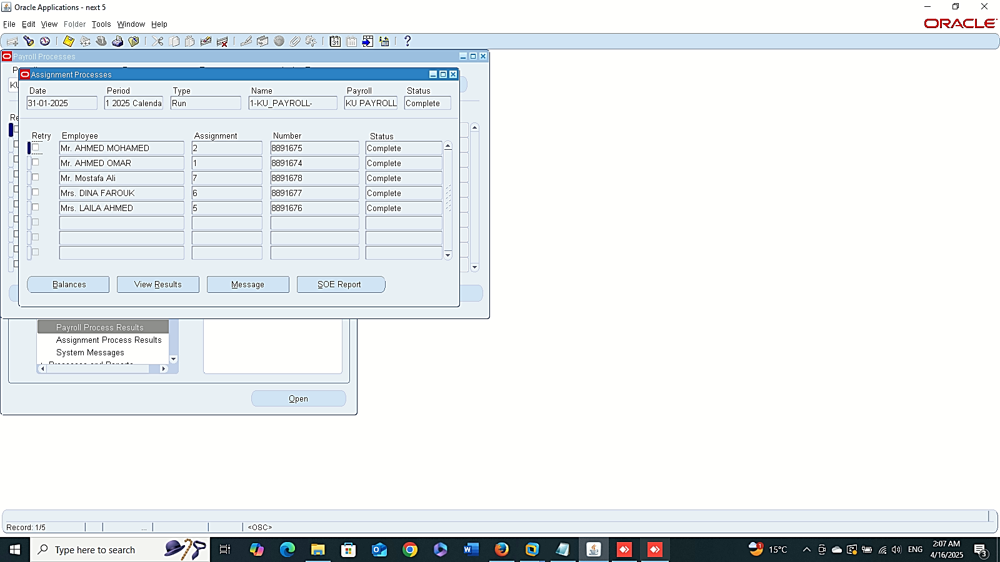 Oracle Applications - next 5
File Edit View Folder Tools Window Help
ORACLE
Payroll Processes
Assignment Processes
Date Period Type Name Payroll Status
31-01-2025 1 2025 Calenda Run 1-KU_PAYROLL- KU PAYROLL Complete
Retry Employee Assignment Number Status
Mr. AHMED MOHAMED 2 8891675 Complete
Mr. AHMED OMAR 1 8891674 Complete
Mr. Mostafa Ali 7 8891678 Complete
Mrs. DINA FAROUK 6 8891677 Complete
Mrs. LAILA AHMED 5 8891676 Complete
Balances View Results Message SOE Report
Payroll Process Results
Assignment Process Results
System Messages
Processes and Reports
Open
Record: 1/5 ... <OSC>
Type here to search
15°C ENG 2:07 AM
4/16/2025
3